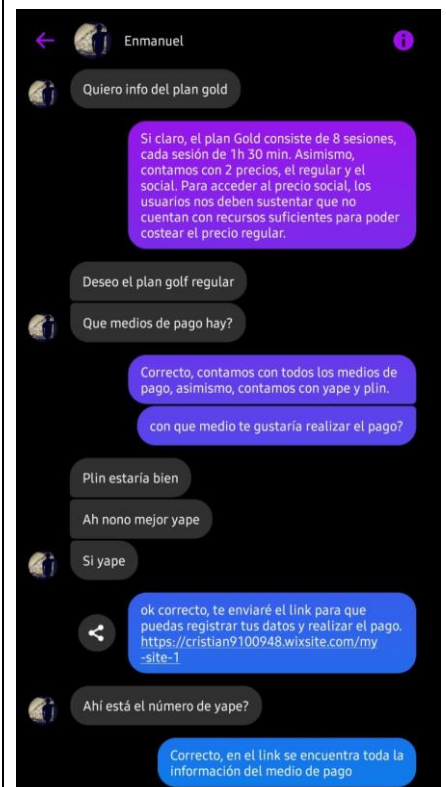 Enmanuel
Quiero info del plan gold
Si claro, el plan Gold consiste de 8 sesiones,
cada sesión de 1h 30 min. Asimismo,
contamos con 2 precios, el regular y el
social. Para acceder al precio social, los
usuarios nos deben sustentar que no
cuentan con recursos suficientes para poder
costear el precio regular.
Deseo el plan golf regular
Que medios de pago hay?
Correcto, contamos con todos los medios de
pago, asimismo, contamos con yape y plin.
con que medio te gustaría realizar el pago?
Plin estaría bien
Ah nono mejor yape
Si yape
ok correcto, te enviaré el link para que
puedas registrar tus datos y realizar el pago.
https://cristian9100948.wixsite.com/my
-site-1
Ahí está el número de yape?
Correcto, en el link se encuentra toda la
información del medio de pago